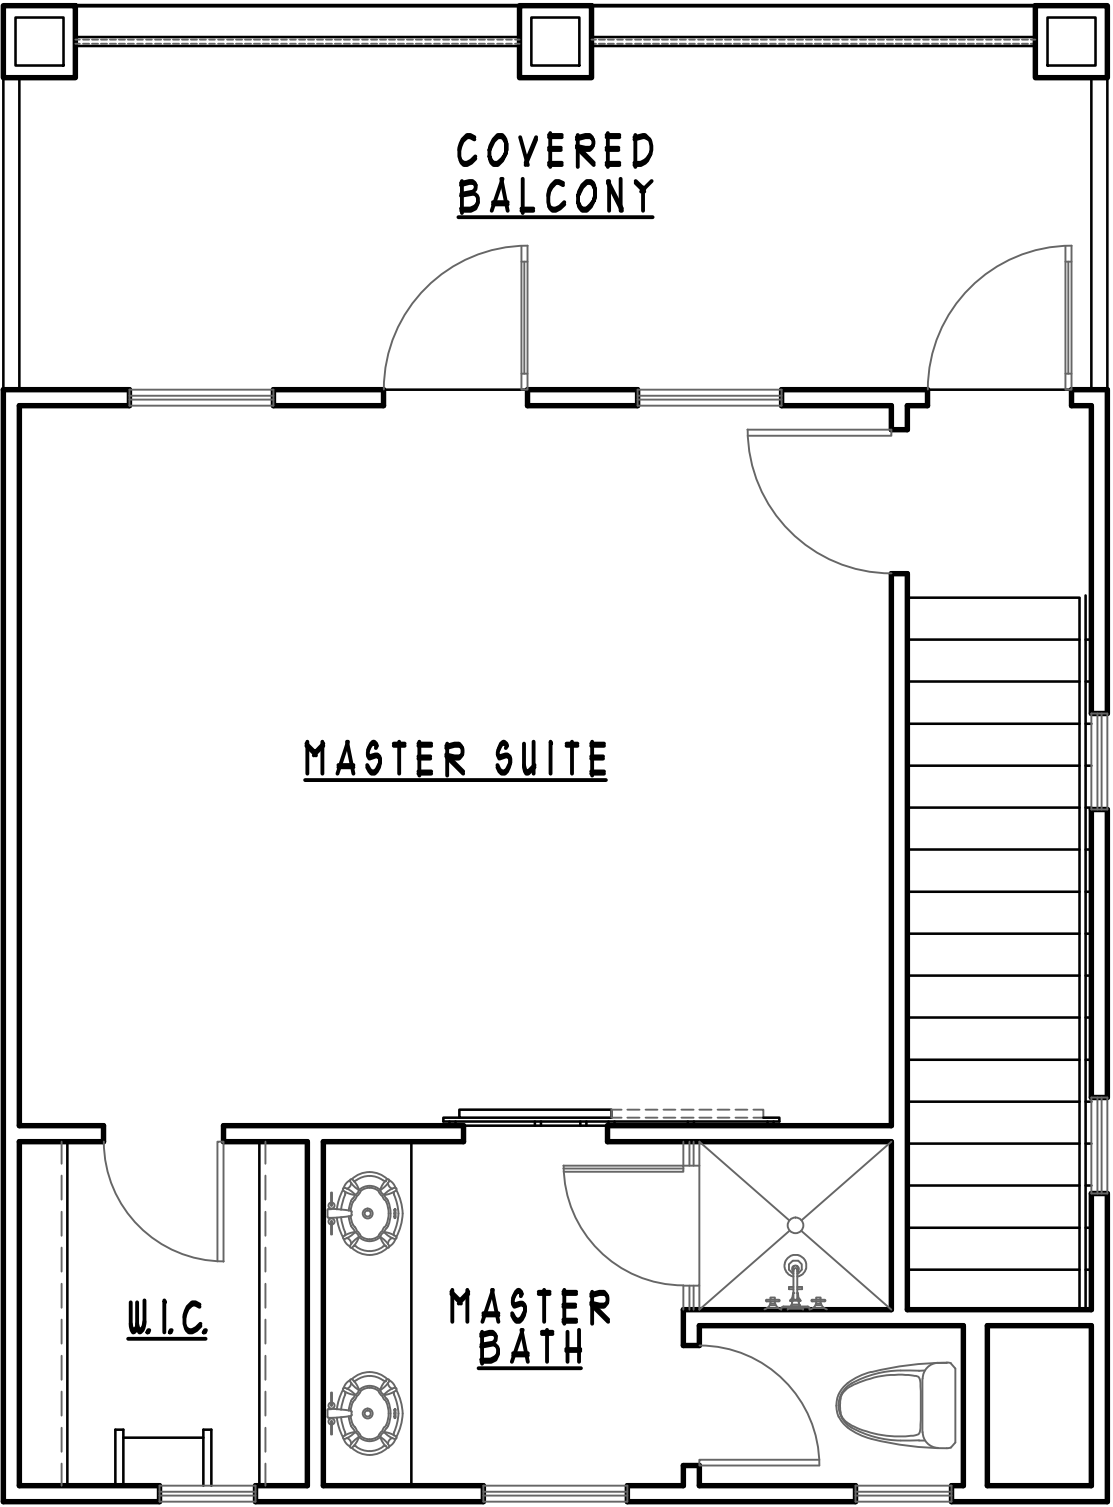 COVERED
BALCONY
MASTER SUITE
W.I.C.
MASTER
BATH